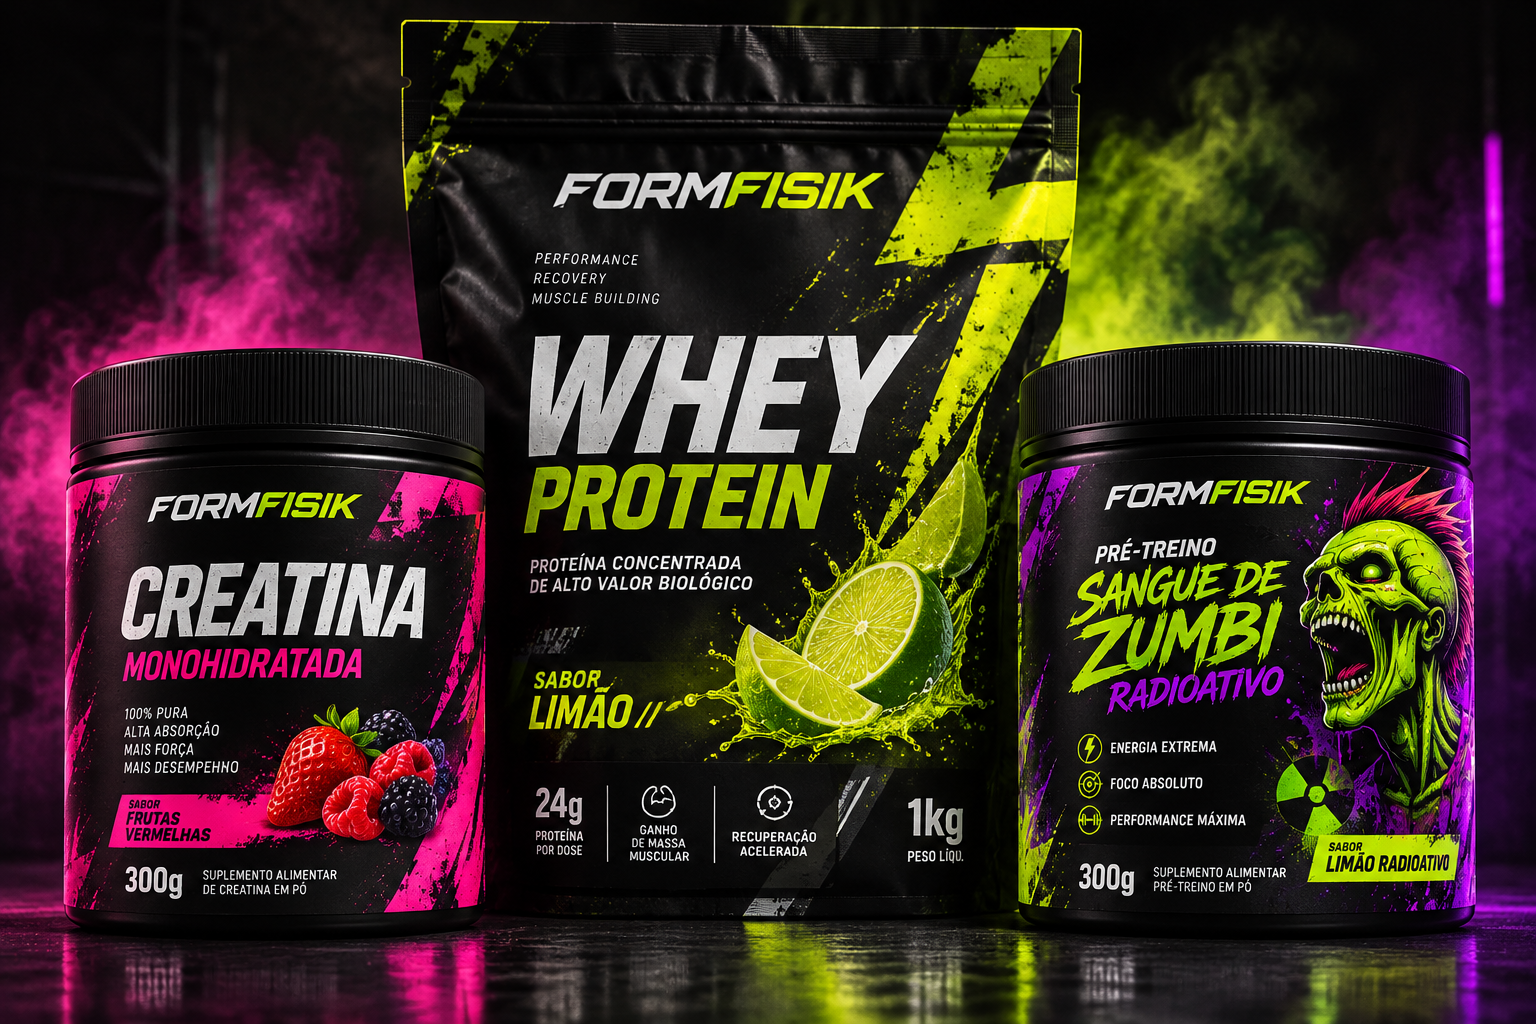 FORMFISIK
CREATINA
MONOHIDRATADA
100% PURA
ALTA ABSORÇÃO
MAIS FORÇA
MAIS DESEMPENHO
SABOR
FRUTAS
VERMELHAS
300g
SUPLEMENTO ALIMENTAR
DE CREATINA EM PÓ
FORMFISIK
PERFORMANCE
RECOVERY
MUSCLE BUILDING
WHEY
PROTEIN
PROTEÍNA CONCENTRADA
DE ALTO VALOR BIOLÓGICO
SABOR
LIMÃO //
24g
PROTEÍNA
POR DOSE
GANHO
DE MASSA
MUSCULAR
RECUPERAÇÃO
ACELERADA
1kg
PESO LÍQU.
FORMFISIK
PRÉ-TREINO
SANGUE DE
ZUMBI
RADIOATIVO
ENERGIA EXTREMA
FOCO ABSOLUTO
PERFORMANCE MÁXIMA
SABOR
LIMÃO RADIOATIVO
300g
SUPLEMENTO ALIMENTAR
PRÉ-TREINO EM PÓ